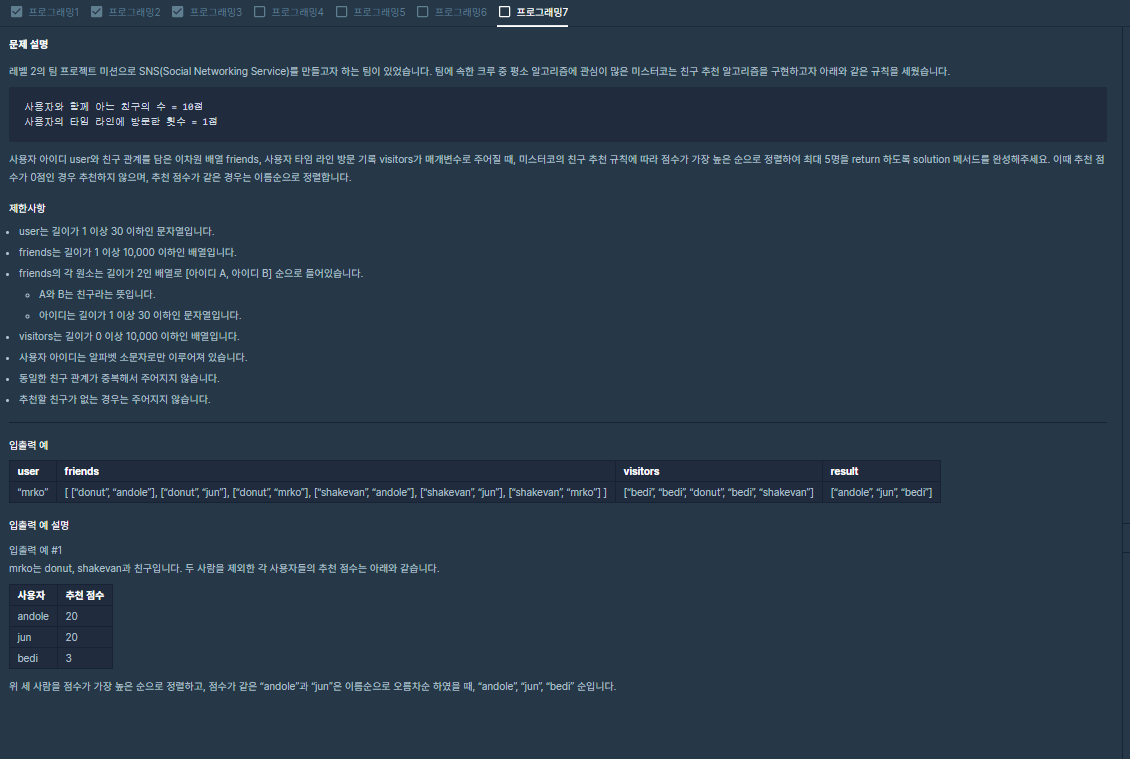 프로그래밍1 프로그래밍2 프로그래밍3 프로그래밍4 프로그래밍5 프로그래밍6 프로그래밍7
문제 설명
레벨 2의 팀 프로젝트 미션으로 SNS(Social Networking Service)를 만들고자 하는 팀이 있었습니다. 팀에 속한 크루 중 평소 알고리즘에 관심이 많은 미스터코는 친구 추천 알고리즘을 구현하고자 아래와 같은 규칙을 세웠습니다.
사용자와 함께 아는 친구의 수 = 10점
사용자의 타임 라인에 방문한 횟수 = 1점
사용자 아이디 user와 친구 관계를 담은 이차원 배열 friends, 사용자 타임 라인 방문 기록 visitors가 매개변수로 주어질 때, 미스터코의 친구 추천 규칙에 따라 점수가 가장 높은 순으로 정렬하여 최대 5명을 return 하도록 solution 메서드를 완성해주세요. 이때 추천 점
수가 0점인 경우 추천하지 않으며, 추천 점수가 같은 경우는 이름순으로 정렬합니다.
제한사항
• user는 길이가 1 이상 30 이하인 문자열입니다.
• friends는 길이가 1 이상 10,000 이하인 배열입니다.
• friends의 각 원소는 길이가 2인 배열로 [아이디 A, 아이디 B] 순으로 들어있습니다.
◦ A와 B는 친구라는 뜻입니다.
◦ 아이디는 길이가 1 이상 30 이하인 문자열입니다.
• visitors는 길이가 0 이상 10,000 이하인 배열입니다.
• 사용자 아이디는 알파벳 소문자로만 이루어져 있습니다.
• 동일한 친구 관계가 중복해서 주어지지 않습니다.
• 추천할 친구가 없는 경우는 주어지지 않습니다.
입출력 예
user friends visitors result
“mrko” [ [“donut”, “andole”], [“donut”, “jun”], [“donut”, “mrko”], [“shakevan”, “andole”], [“shakevan”, “jun”], [“shakevan”, “mrko”] ] [“bedi”, “bedi”, “donut”, “bedi”, “shakevan”] [“andole”, “jun”, “bedi”]
입출력 예 설명
입출력 예 #1
mrko는 donut, shakevan과 친구입니다. 두 사람을 제외한 각 사용자들의 추천 점수는 아래와 같습니다.
사용자 추천 점수
andole 20
jun 20
bedi 3
위 세 사람을 점수가 가장 높은 순으로 정렬하고, 점수가 같은 “andole”과 “jun”은 이름순으로 오름차순 하였을 때, “andole”, “jun”, “bedi” 순입니다.